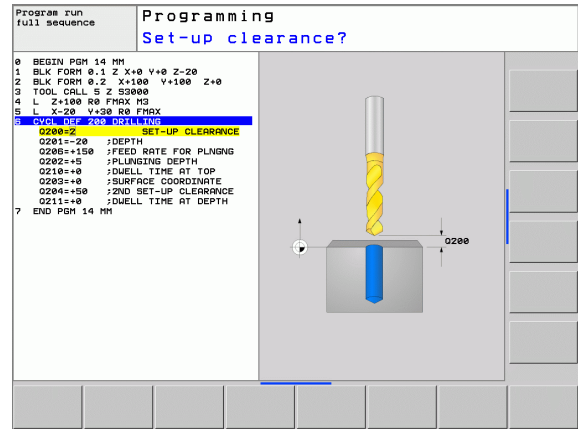 Program run
full sequence
Programming
Set-up clearance?
0 BEGIN PGM 14 MM
1 BLK FORM 0.1 Z X+0 Y+0 Z-20
2 BLK FORM 0.2 X+100 Y+100 Z+0
3 TOOL CALL 5 Z S3000
4 L Z+100 R0 FMAX M3
5 L X-20 Y+30 R0 FMAX
6 CYCL DEF 200 DRILLING
Q200=2 SET-UP CLEARANCE
Q201=-20 ;DEPTH
Q206=+150 ;FEED RATE FOR PLNGNG
Q202=+5 ;PLUNGING DEPTH
Q210=+0 ;DWELL TIME AT TOP
Q203=+0 ;SURFACE COORDINATE
Q204=+50 ;2ND SET-UP CLEARANCE
Q211=+0 ;DWELL TIME AT DEPTH
7 END PGM 14 MM
Q200